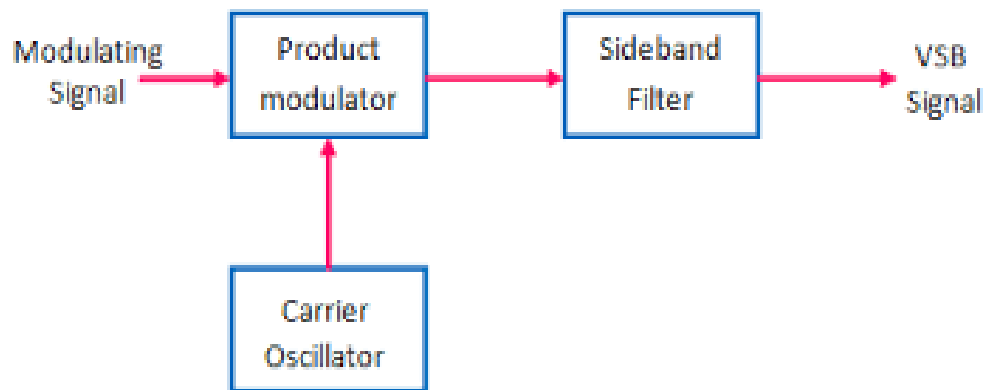 Modulating
Signal
Product
modulator
Sideband
Filter
VSB
Signal
Carrier
Oscillator